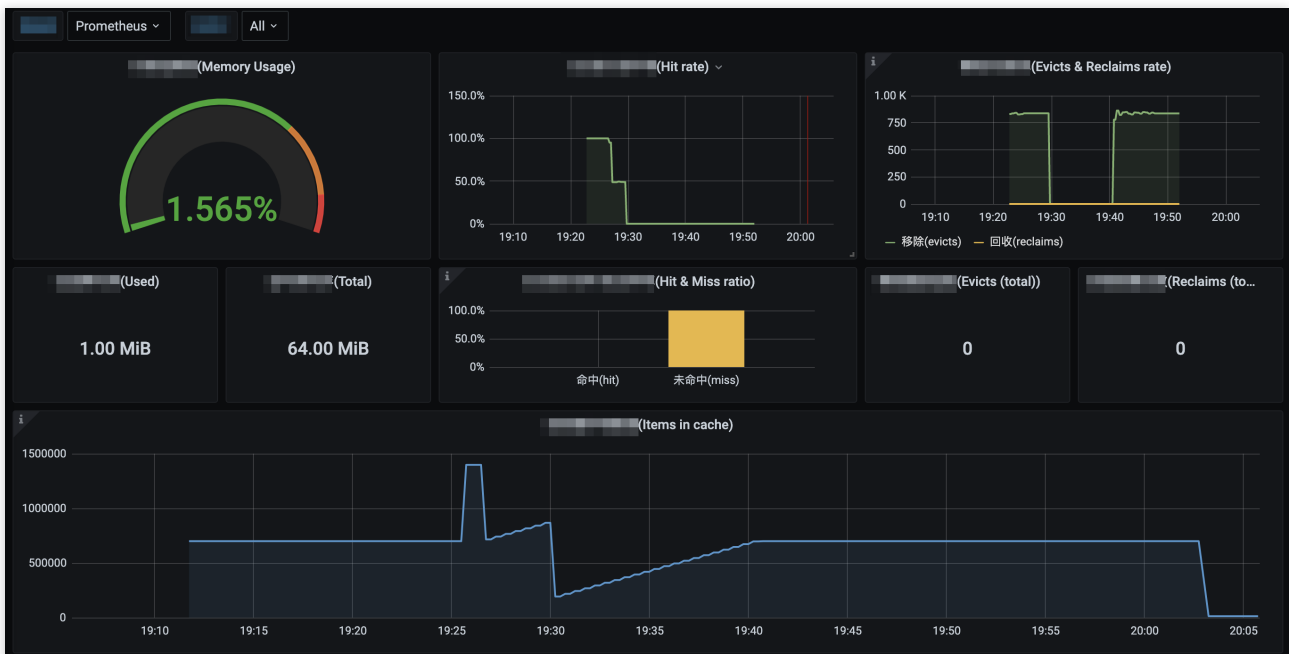 Prometheus All
(Memory Usage)
1.565%
(Hit rate)
150.0%
100.0%
50.0%
0%
19:10 19:20 19:30 19:40 19:50 20:00
(Evicts & Reclaims rate)
1.00 K
750
500
250
0
19:10 19:20 19:30 19:40 19:50 20:00
移除(evicts) 回收(reclaims)
(Used)
1.00 MiB
(Total)
64.00 MiB
(Hit & Miss ratio)
100.0%
50.0%
0%
命中(hit) 未命中(miss)
(Evicts (total))
0
(Reclaims (to...
0
(Items in cache)
1500000
1000000
500000
0
19:10 19:15 19:20 19:25 19:30 19:35 19:40 19:45 19:50 19:55 20:00 20:05